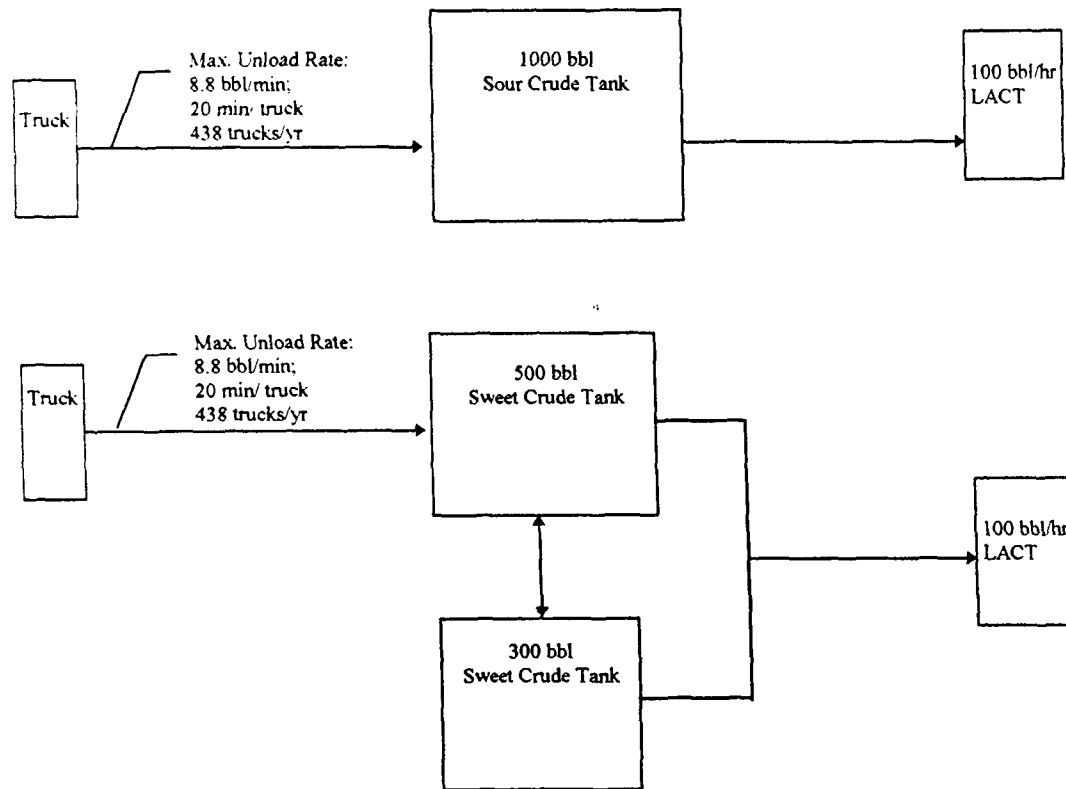 Max. Unload Rate:
8.8 bbl/min;
20 min/ truck
438 trucks/yr
Truck
1000 bbl
Sour Crude Tank
100 bbl/hr
LACT
Max. Unload Rate:
8.8 bbl/min;
20 min/ truck
438 trucks/yr
Truck
500 bbl
Sweet Crude Tank
100 bbl/hr
LACT
300 bbl
Sweet Crude Tank